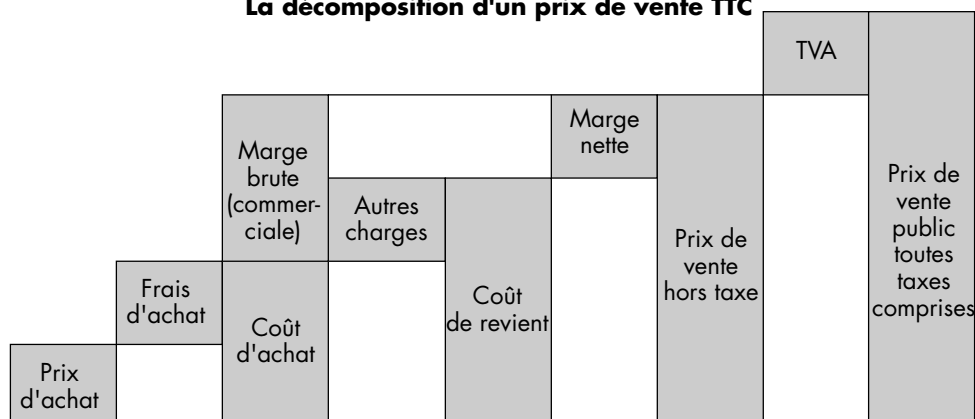 La décomposition d'un prix de vente TTC
Prix
d'achat
Frais
d'achat
Marge
brute
(commer-
ciale)
Coût
d'achat
Autres
charges
Coût
de revient
Marge
nette
Prix de
vente
hors taxe
TVA
Prix de
vente
public
toutes
taxes
comprises